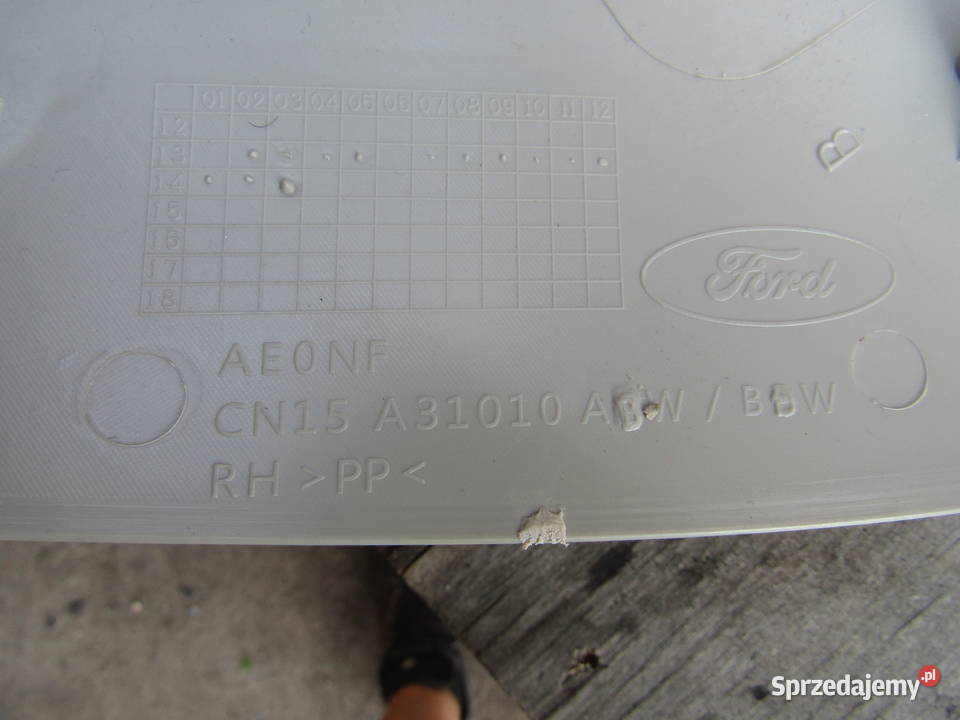 01 02 03 04 05 06 07 08 09 10 11 12
12
13
14
15
16
17
18
B
Ford
AE0NF
CN15 A31010 ABW / BBW
RH >PP<
Sprzedajemy.pl